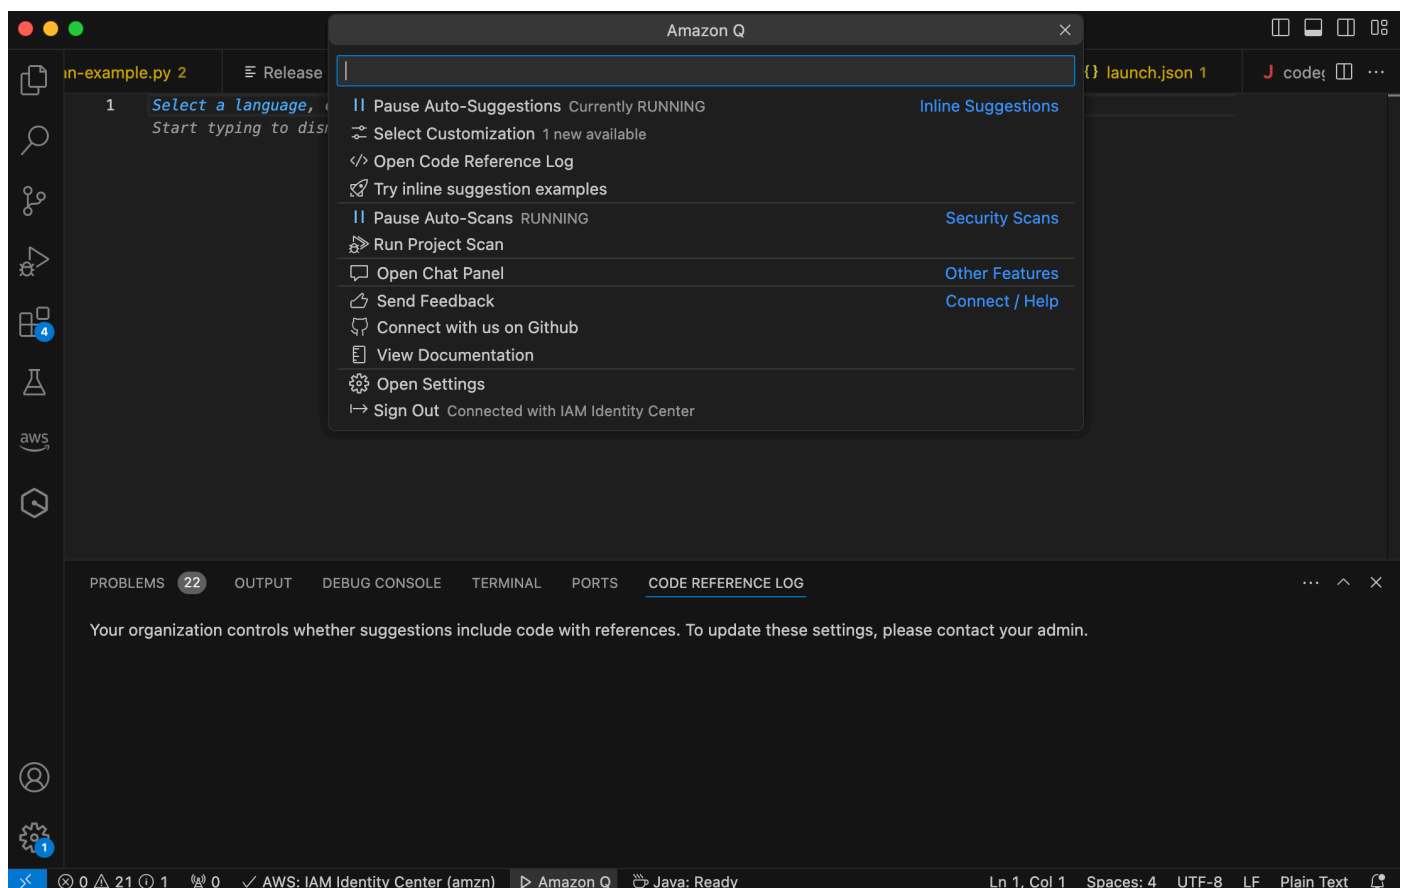 Amazon Q
n-example.py 2
Release
{} launch.json 1
J code
1 Select a language,
Start typing to dis
Pause Auto-Suggestions Currently RUNNING Inline Suggestions
Select Customization 1 new available
Open Code Reference Log
Try inline suggestion examples
Pause Auto-Scans RUNNING Security Scans
Run Project Scan
Open Chat Panel Other Features
Send Feedback Connect / Help
Connect with us on Github
View Documentation
Open Settings
Sign Out Connected with IAM Identity Center
4
aws
PROBLEMS 22 OUTPUT DEBUG CONSOLE TERMINAL PORTS CODE REFERENCE LOG
Your organization controls whether suggestions include code with references. To update these settings, please contact your admin.
1
0 21 1 0 AWS: IAM Identity Center (amzn) Amazon Q Java: Ready Ln 1, Col 1 Spaces: 4 UTF-8 LF Plain Text